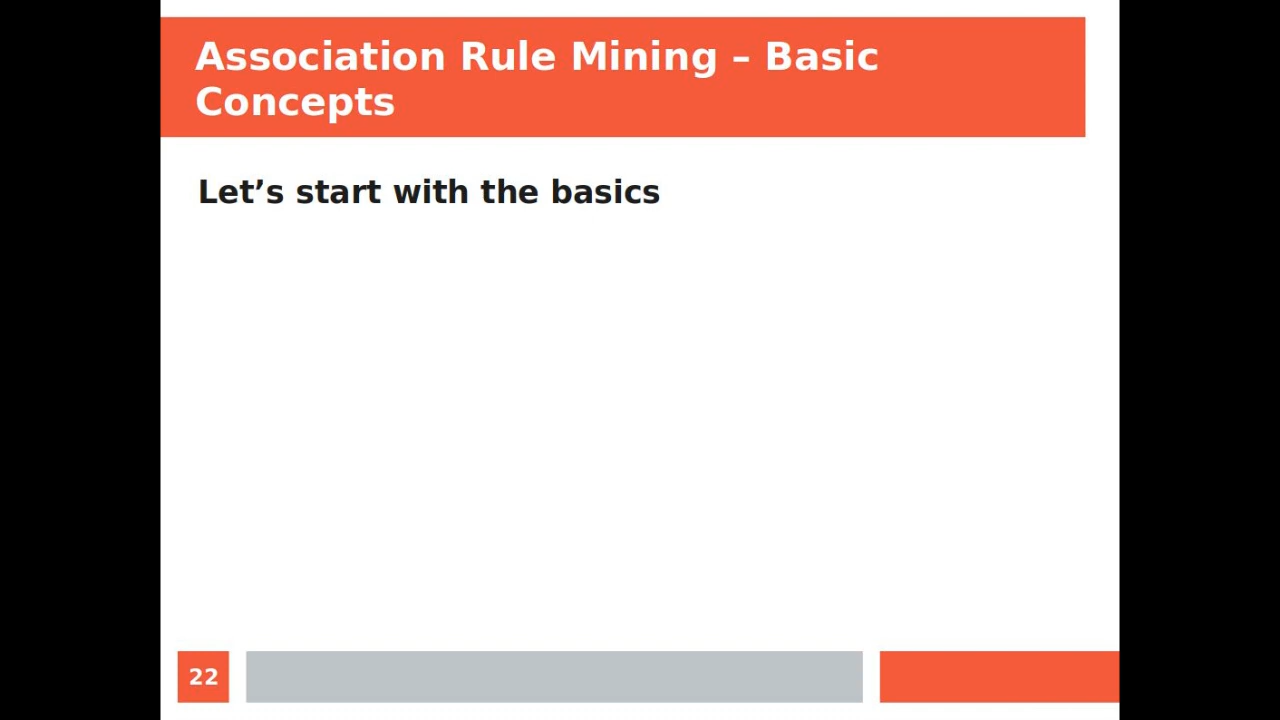 Association Rule Mining – Basic
Concepts
Let’s start with the basics
22